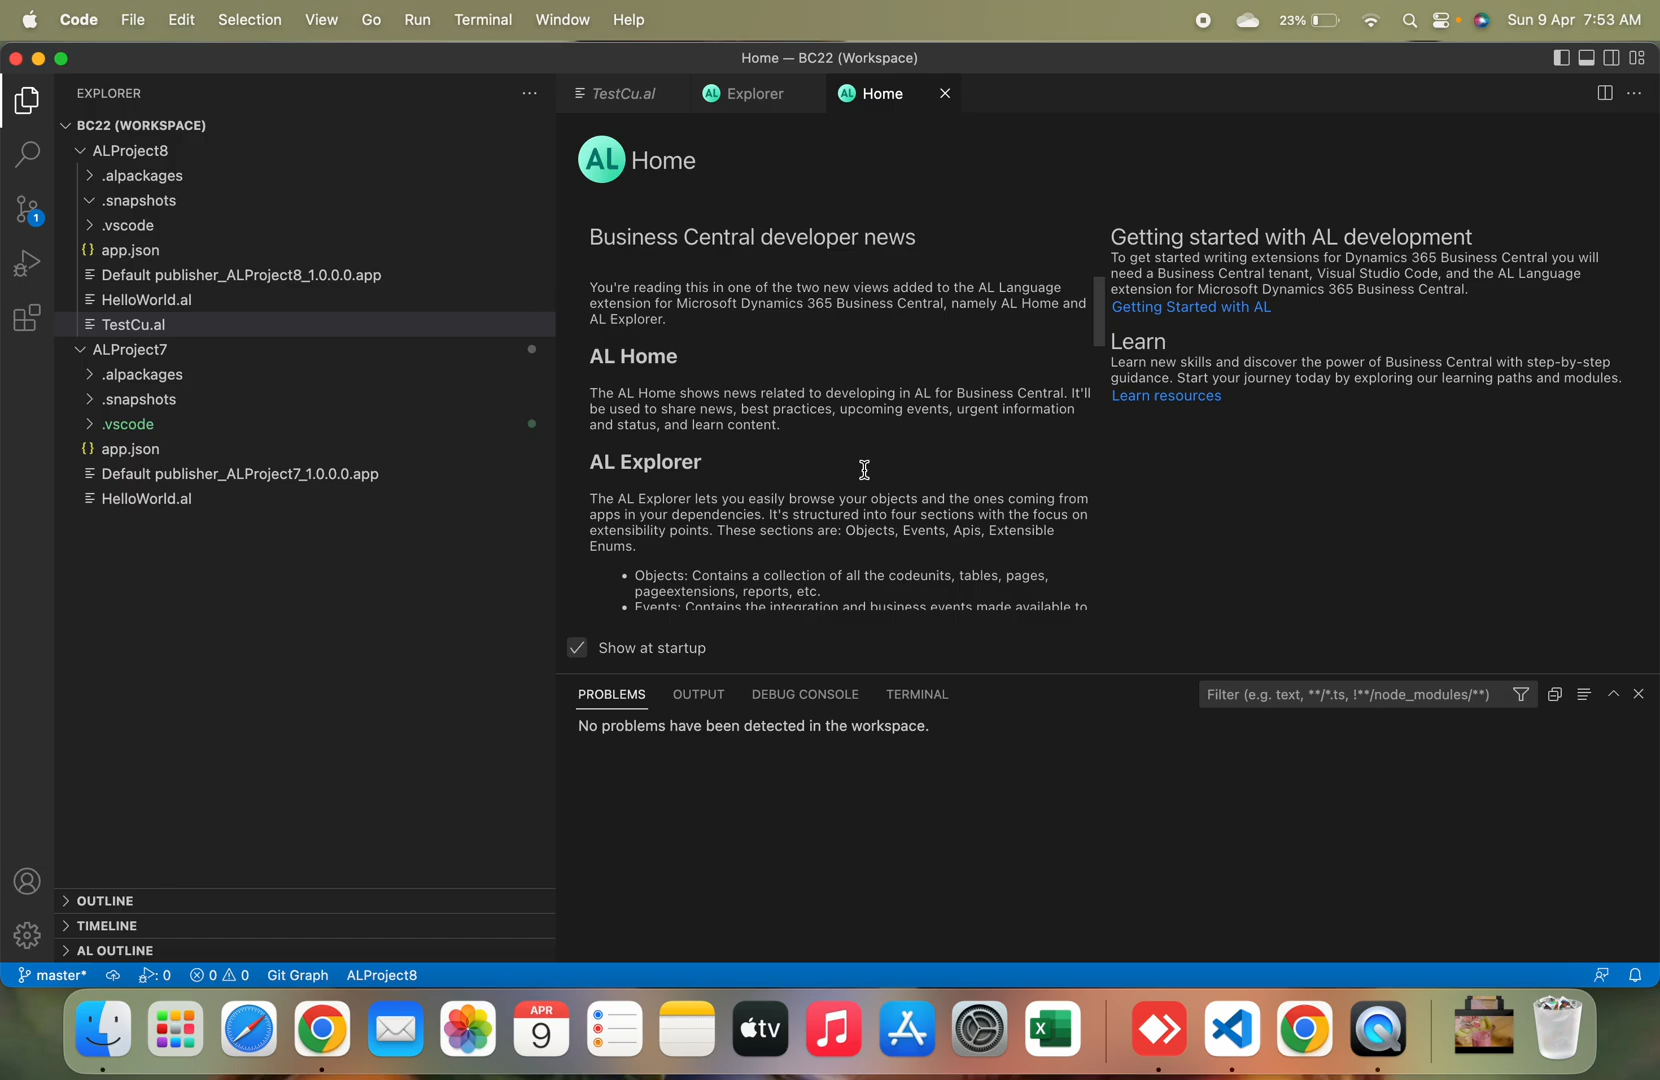 Code File Edit Selection View Go Run Terminal Window Help 23% Sun 9 Apr 7:53 AM
Home — BC22 (Workspace)
EXPLORER
TestCu.al
AL Explorer
AL Home
BC22 (WORKSPACE)
ALProject8
.alpackages
.snapshots
.vscode
{} app.json
Default publisher_ALProject8_1.0.0.0.app
HelloWorld.al
TestCu.al
ALProject7
.alpackages
.snapshots
.vscode
{} app.json
Default publisher_ALProject7_1.0.0.0.app
HelloWorld.al
1
OUTLINE
TIMELINE
AL OUTLINE
AL Home
Business Central developer news
You're reading this in one of the two new views added to the AL Language
extension for Microsoft Dynamics 365 Business Central, namely AL Home and
AL Explorer.
AL Home
The AL Home shows news related to developing in AL for Business Central. It'll
be used to share news, best practices, upcoming events, urgent information
and status, and learn content.
AL Explorer
The AL Explorer lets you easily browse your objects and the ones coming from
apps in your dependencies. It's structured into four sections with the focus on
extensibility points. These sections are: Objects, Events, Apis, Extensible
Enums.
• Objects: Contains a collection of all the codeunits, tables, pages,
pageextensions, reports, etc.
• Events: Contains the integration and business events made available to
Show at startup
Getting started with AL development
To get started writing extensions for Dynamics 365 Business Central you will
need a Business Central tenant, Visual Studio Code, and the AL Language
extension for Microsoft Dynamics 365 Business Central.
Getting Started with AL
Learn
Learn new skills and discover the power of Business Central with step-by-step
guidance. Start your journey today by exploring our learning paths and modules.
Learn resources
PROBLEMS OUTPUT DEBUG CONSOLE TERMINAL
Filter (e.g. text, **/*.ts, !**/node_modules/**)
No problems have been detected in the workspace.
master* 0 0 0 Git Graph ALProject8
APR
9
tv
X